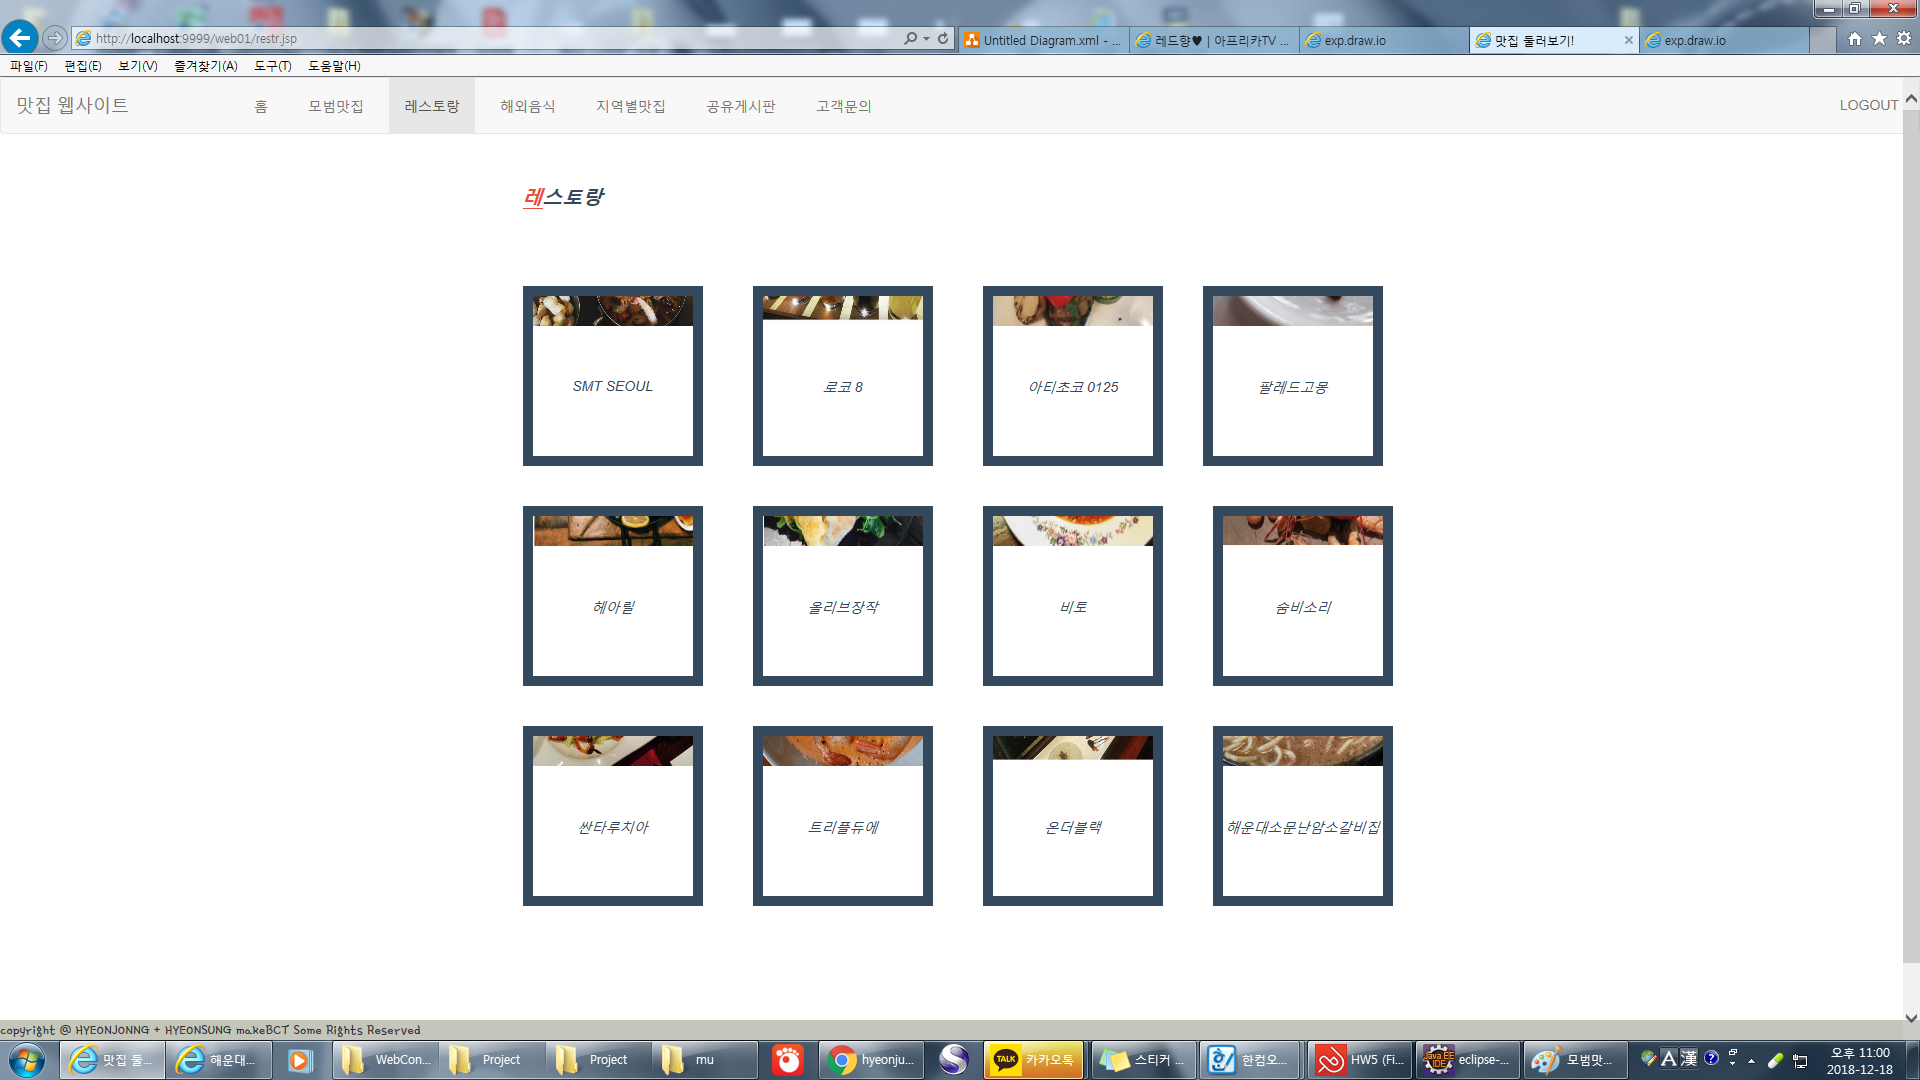 http://localhost:9999/web01/restr.jsp
Untitled Diagram.xml - ...
레드향♥ | 아프리카TV ...
exp.draw.io
맛집 둘러보기!
exp.draw.io
파일(F) 편집(E) 보기(V) 즐겨찾기(A) 도구(T) 도움말(H)
맛집 웹사이트 홈 모범맛집 레스토랑 해외음식 지역별맛집 공유게시판 고객문의 LOGOUT
레스토랑
SMT SEOUL 로코 8 아티초코 0125 팔레드고몽
헤아릴 올리브장작 비토 숨비소리
싼타루치아 트리플듀에 온더블랙 해운대소문난암소갈비집
copyright @ HYEONJONNG + HYEONSUNG makeBCT Some Rights Reserved
맛집 둘... 해운대... WebCon... Project Project mu hyeonju... TALK 카카오톡 스티커 ... 한컴오... HW5 (Fi... Java EE IDE eclipse-... 모범맛... A 漢 오후 11:00
2018-12-18